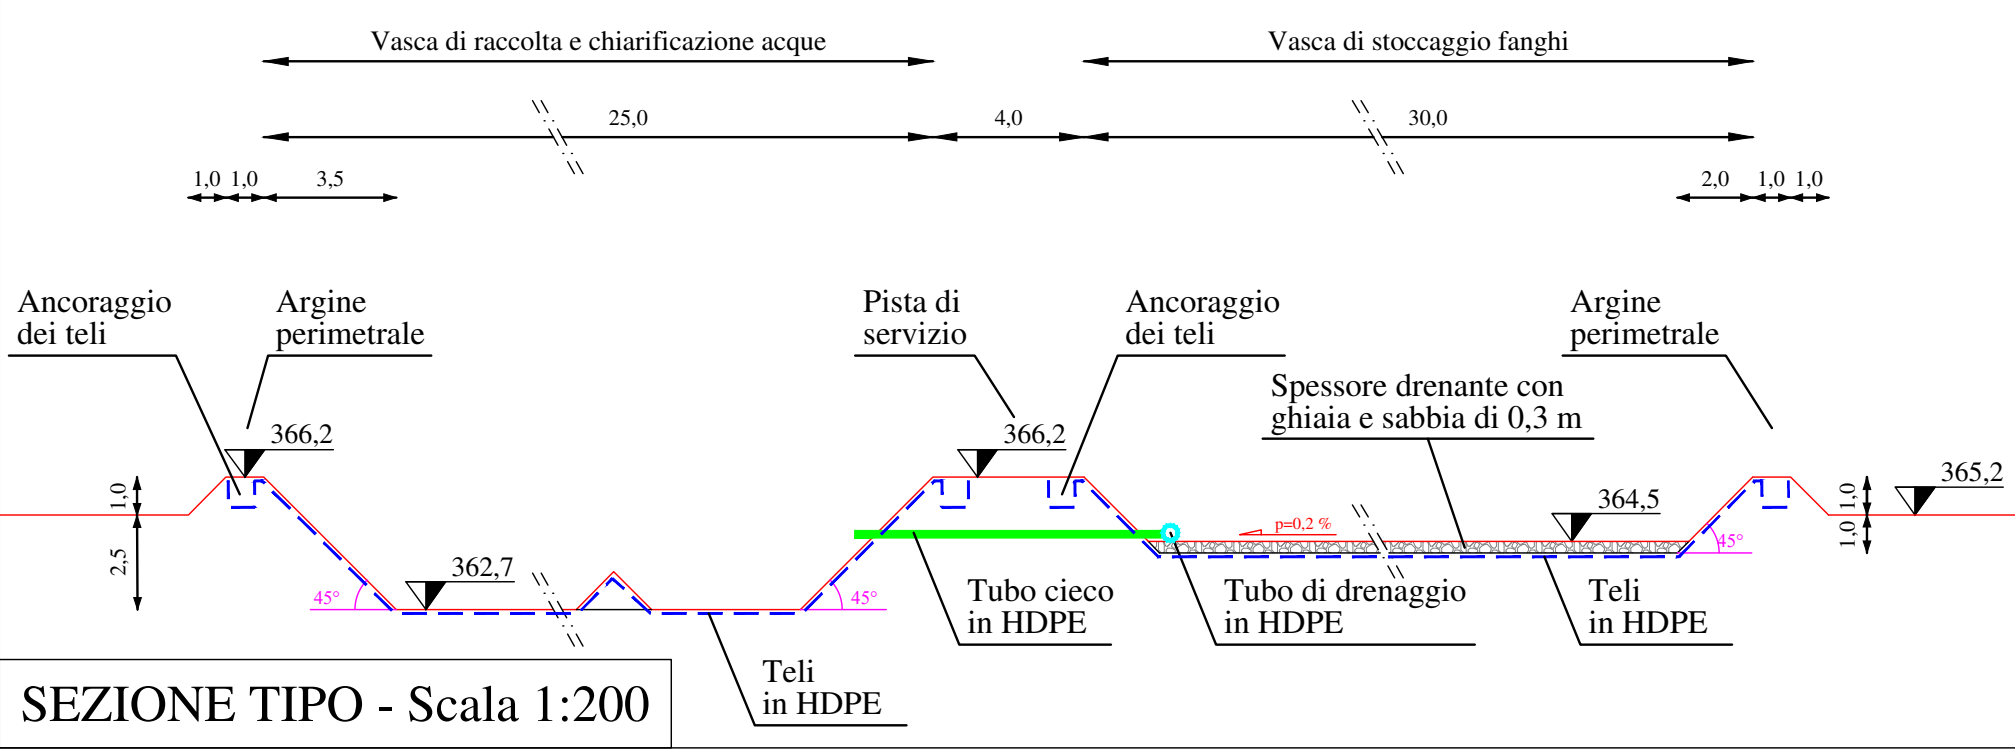 Vasca di raccolta e chiarificazione acque
Vasca di stoccaggio fanghi
25,0
4,0
30,0
1,0
1,0
3,5
2,0
1,0
1,0
Ancoraggio
dei teli
Argine
perimetrale
Pista di
servizio
Ancoraggio
dei teli
Argine
perimetrale
Spessore drenante con
ghiaia e sabbia di 0,3 m
366,2
366,2
364,5
365,2
1,0
2,5
1,0
1,0
p=0,2 %
45°
362,7
45°
45°
Tubo cieco
in HDPE
Tubo di drenaggio
in HDPE
Teli
in HDPE
Teli
in HDPE
SEZIONE TIPO - Scala 1:200